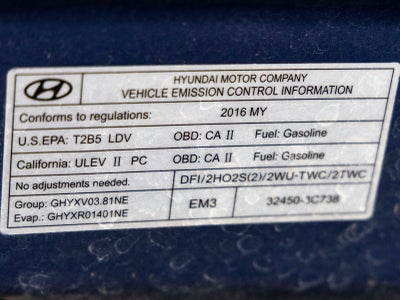 HYUNDAI MOTOR COMPANY
VEHICLE EMISSION CONTROL INFORMATION
Conforms to regulations: 2016 MY
U.S.EPA: T2B5 LDV OBD: CA II Fuel: Gasoline
California: ULEV II PC OBD: CA II Fuel: Gasoline
No adjustments needed. DFI/2HO2S(2)/2WU-TWC/2TWC
Group: GHYXV03.81NE EM3 32450-3C738
Evap.: GHYXR01401NE